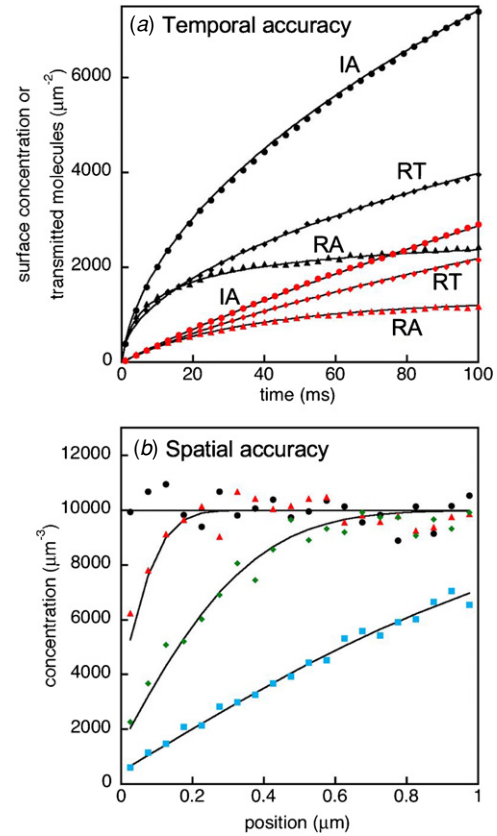 (a) Temporal accuracy
surface concentration or
transmitted molecules (μm-2)
6000
4000
2000
0
IA
RT
RA
IA
RT
RA
0 20 40 60 80 100
time (ms)
(b) Spatial accuracy
concentration (μm-3)
12000
10000
8000
6000
4000
2000
0
0 0.2 0.4 0.6 0.8 1
position (μm)